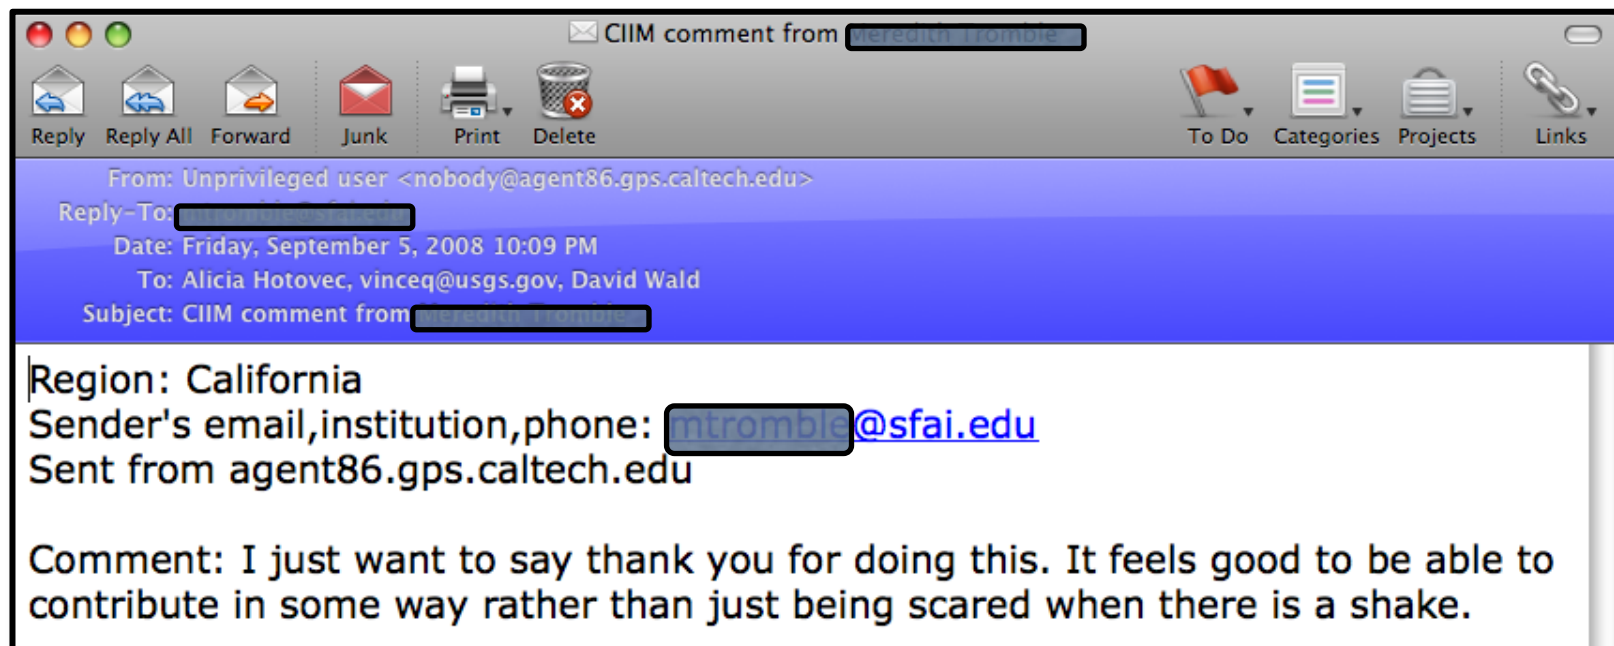 CIIM comment from
Reply Reply All Forward Junk Print Delete To Do Categories Projects Links
From: Unprivileged user <nobody@agent86.gps.caltech.edu>
Reply-To:
Date: Friday, September 5, 2008 10:09 PM
To: Alicia Hotovec, vinceq@usgs.gov, David Wald
Subject: CIIM comment from
Region: California
Sender's email,institution,phone: @sfai.edu
Sent from agent86.gps.caltech.edu
Comment: I just want to say thank you for doing this. It feels good to be able to
contribute in some way rather than just being scared when there is a shake.